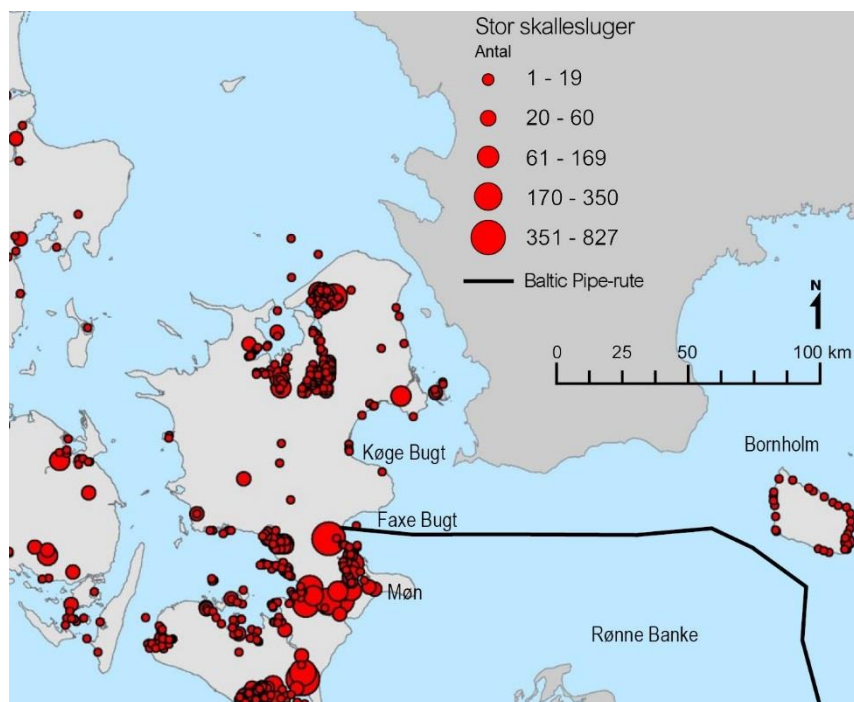 Stor skallesluger
Antal
1 - 19
20 - 60
61 - 169
170 - 350
351 - 827
Baltic Pipe-rute
N
0 25 50 100 km
Bornholm
Køge Bugt
Faxe Bugt
Møn
Rønne Banke